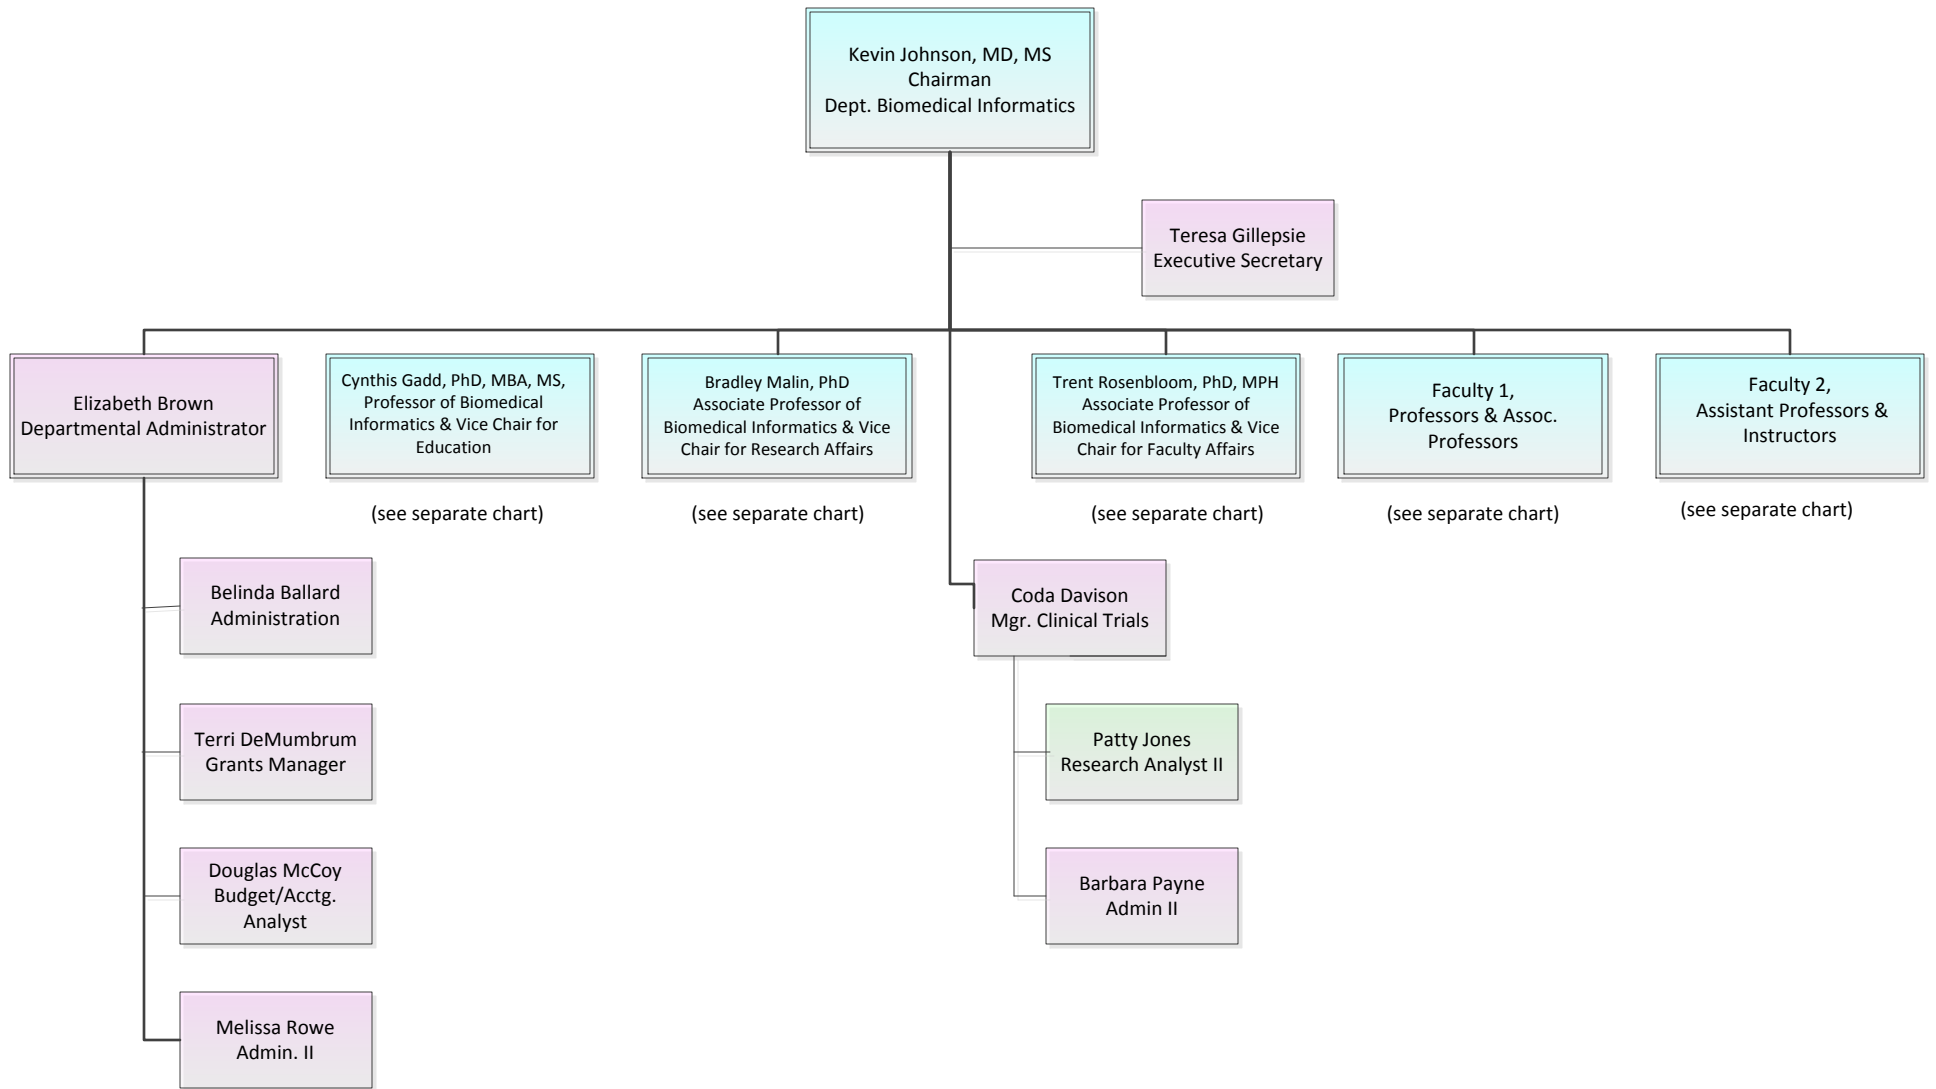 Kevin Johnson, MD, MS
Chairman
Dept. Biomedical Informatics
Teresa Gillepsie
Executive Secretary
Elizabeth Brown
Departmental Administrator
Cynthis Gadd, PhD, MBA, MS,
Professor of Biomedical
Informatics & Vice Chair for
Education
(see separate chart)
Bradley Malin, PhD
Associate Professor of
Biomedical Informatics & Vice
Chair for Research Affairs
(see separate chart)
Trent Rosenbloom, PhD, MPH
Associate Professor of
Biomedical Informatics & Vice
Chair for Faculty Affairs
(see separate chart)
Faculty 1,
Professors & Assoc.
Professors
(see separate chart)
Faculty 2,
Assistant Professors &
Instructors
(see separate chart)
Belinda Ballard
Administration
Terri DeMumbrum
Grants Manager
Douglas McCoy
Budget/Acctg.
Analyst
Melissa Rowe
Admin. II
Coda Davison
Mgr. Clinical Trials
Patty Jones
Research Analyst II
Barbara Payne
Admin II